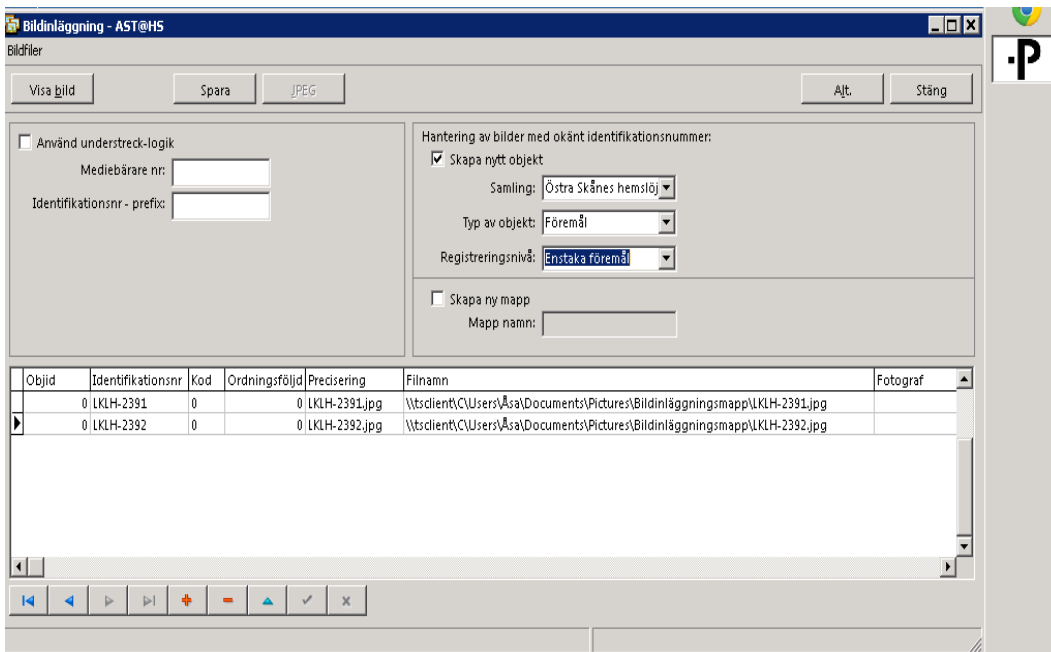 Bildinläggning - AST@HS
Bildfiler
Visa bild Spara JPEG Alt. Stäng
Använd understreck-logik
Mediebärare nr:
Identifikationsnr - prefix:
Hantering av bilder med okänt identifikationsnummer:
Skapa nytt objekt
Samling: Östra Skånes hemslöj
Typ av objekt: Föremål
Registreringsnivå: Enstaka föremål
Skapa ny mapp
Mapp namn:
Objid Identifikationsnr Kod Ordningsföljd Precisering Filnamn Fotograf
0 LKLH-2391 0 0 LKLH-2391.jpg \\tsclient\C\Users\Åsa\Documents\Pictures\Bildinläggningsmapp\LKLH-2391.jpg
0 LKLH-2392 0 0 LKLH-2392.jpg \\tsclient\C\Users\Åsa\Documents\Pictures\Bildinläggningsmapp\LKLH-2392.jpg
·P